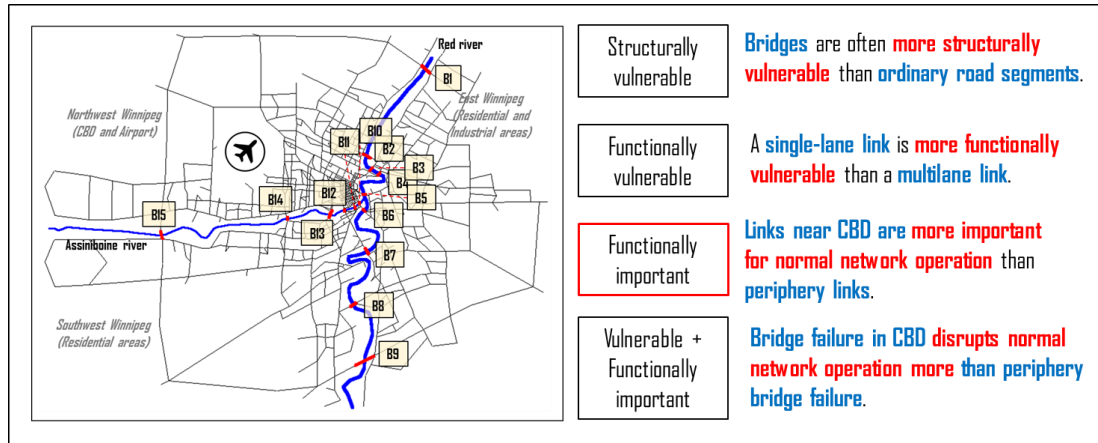 Red river
B1
Northwest Winnipeg
(CBD and Airport)
East Winnipeg
(Residential and
Industrial areas)
B10
B11
B2
B3
B4
B5
B12
B14
B15
B6
B13
Assiniboine river
B7
B8
Southwest Winnipeg
(Residential areas)
B9
Structurally
vulnerable
Bridges are often more structurally
vulnerable than ordinary road segments.
Functionally
vulnerable
A single-lane link is more functionally
vulnerable than a multilane link.
Functionally
important
Links near CBD are more important
for normal network operation than
periphery links.
Vulnerable +
Functionally
important
Bridge failure in CBD disrupts normal
network operation more than periphery
bridge failure.